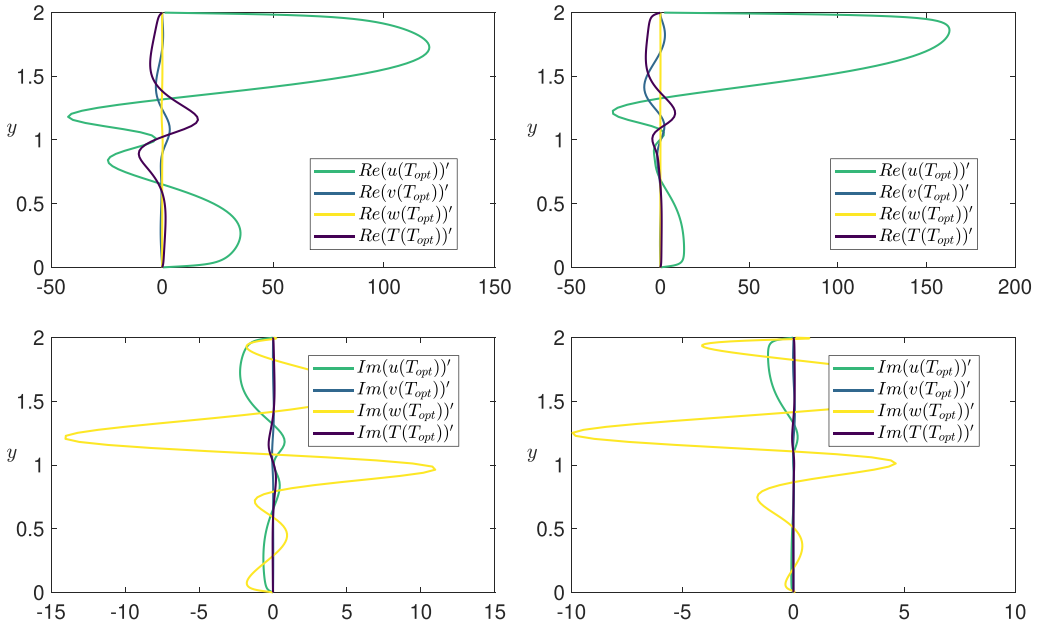 2
1.5
y 1
0.5
0
-50 0 50 100 150
Re(u(T_opt))′
Re(v(T_opt))′
Re(w(T_opt))′
Re(T(T_opt))′
2
1.5
y 1
0.5
0
-50 0 50 100 150 200
Re(u(T_opt))′
Re(v(T_opt))′
Re(w(T_opt))′
Re(T(T_opt))′
2
1.5
y 1
0.5
0
-15 -10 -5 0 5 10 15
Im(u(T_opt))′
Im(v(T_opt))′
Im(w(T_opt))′
Im(T(T_opt))′
2
1.5
y 1
0.5
0
-10 -5 0 5 10
Im(u(T_opt))′
Im(v(T_opt))′
Im(w(T_opt))′
Im(T(T_opt))′